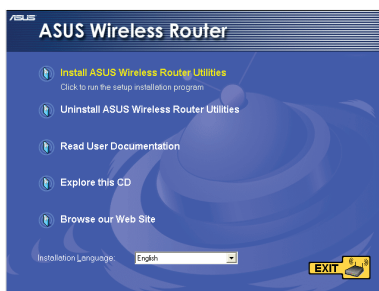 ASUS
ASUS Wireless Router
Install ASUS Wireless Router Utilities
Click to run the setup installation program
Uninstall ASUS Wireless Router Utilities
Read User Documentation
Explore this CD
Browse our Web Site
Installation Language: English
EXIT